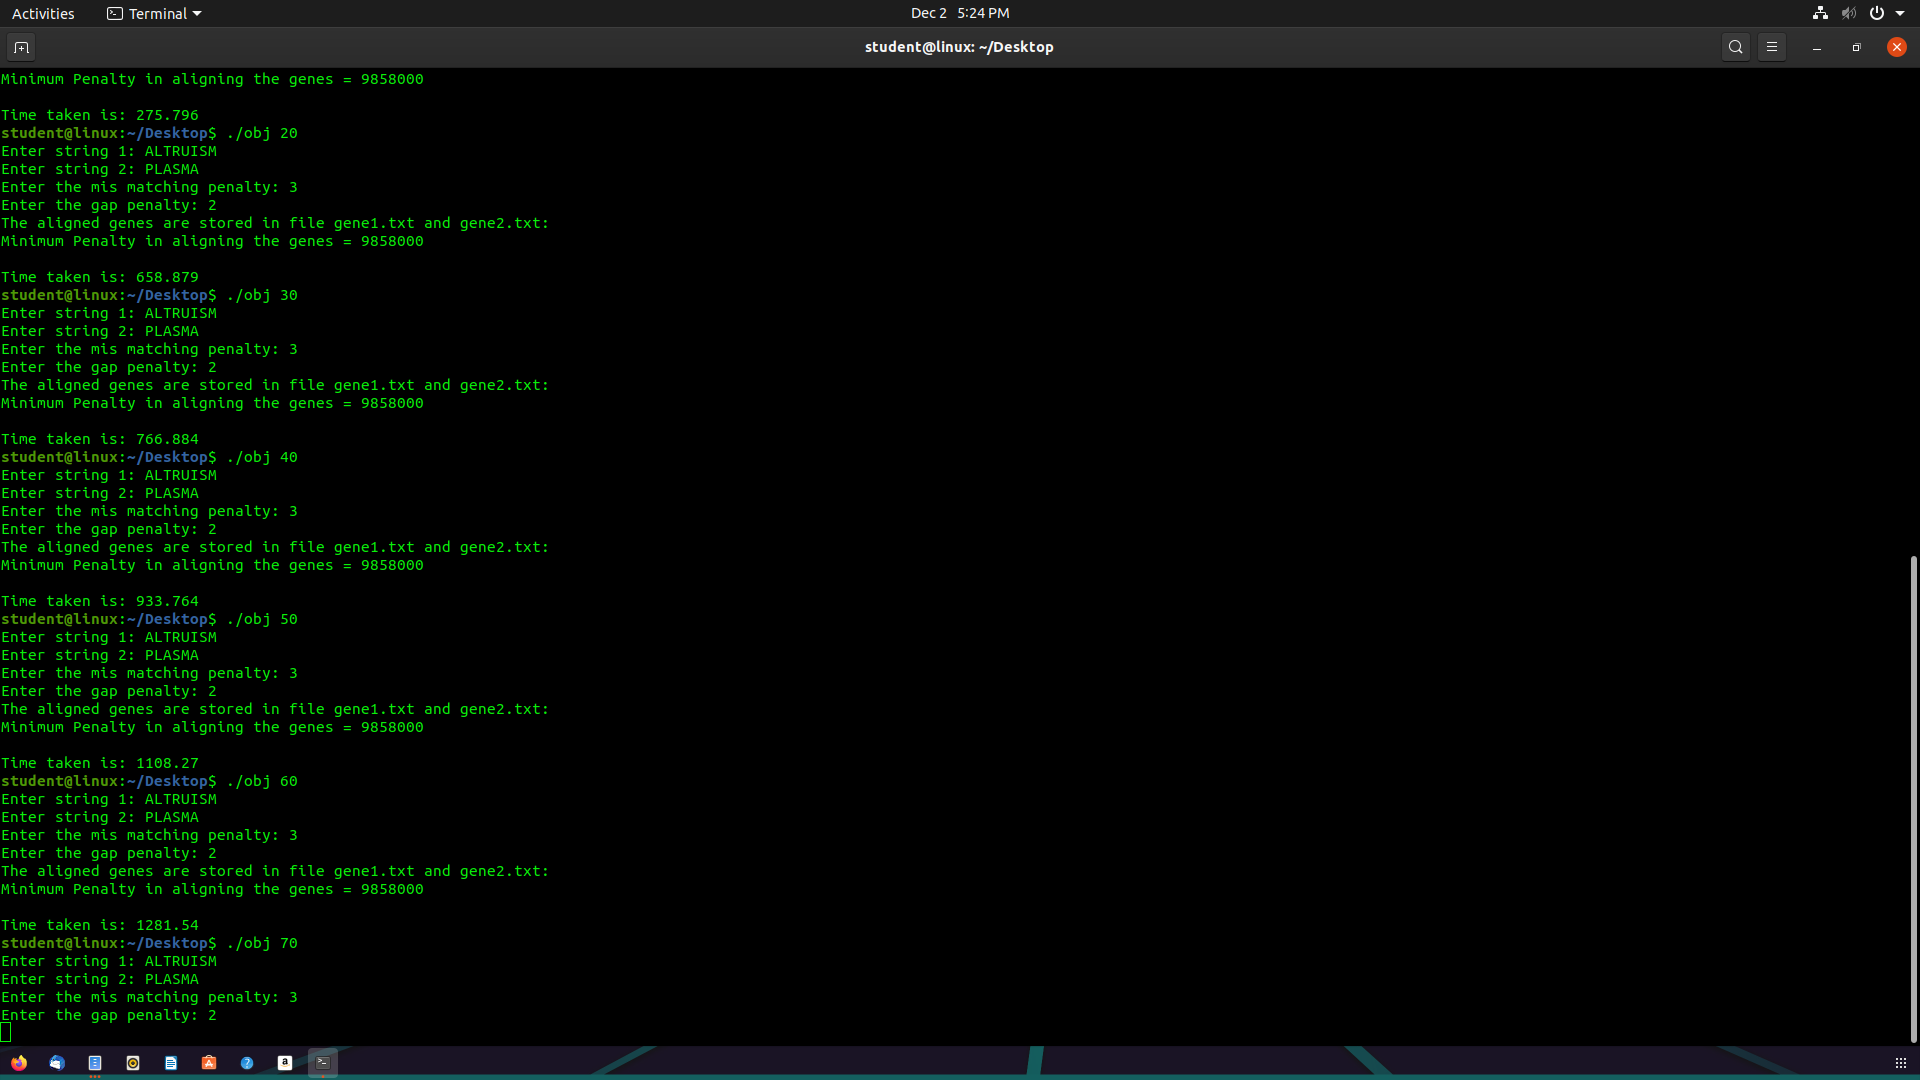 Activities
Terminal
Dec 2 5:24 PM
student@linux: ~/Desktop
Minimum Penalty in aligning the genes = 9858000
Time taken is: 275.796
student@linux:~/Desktop$ ./obj 20
Enter string 1: ALTRUISM
Enter string 2: PLASMA
Enter the mis matching penalty: 3
Enter the gap penalty: 2
The aligned genes are stored in file gene1.txt and gene2.txt:
Minimum Penalty in aligning the genes = 9858000
Time taken is: 658.879
student@linux:~/Desktop$ ./obj 30
Enter string 1: ALTRUISM
Enter string 2: PLASMA
Enter the mis matching penalty: 3
Enter the gap penalty: 2
The aligned genes are stored in file gene1.txt and gene2.txt:
Minimum Penalty in aligning the genes = 9858000
Time taken is: 766.884
student@linux:~/Desktop$ ./obj 40
Enter string 1: ALTRUISM
Enter string 2: PLASMA
Enter the mis matching penalty: 3
Enter the gap penalty: 2
The aligned genes are stored in file gene1.txt and gene2.txt:
Minimum Penalty in aligning the genes = 9858000
Time taken is: 933.764
student@linux:~/Desktop$ ./obj 50
Enter string 1: ALTRUISM
Enter string 2: PLASMA
Enter the mis matching penalty: 3
Enter the gap penalty: 2
The aligned genes are stored in file gene1.txt and gene2.txt:
Minimum Penalty in aligning the genes = 9858000
Time taken is: 1108.27
student@linux:~/Desktop$ ./obj 60
Enter string 1: ALTRUISM
Enter string 2: PLASMA
Enter the mis matching penalty: 3
Enter the gap penalty: 2
The aligned genes are stored in file gene1.txt and gene2.txt:
Minimum Penalty in aligning the genes = 9858000
Time taken is: 1281.54
student@linux:~/Desktop$ ./obj 70
Enter string 1: ALTRUISM
Enter string 2: PLASMA
Enter the mis matching penalty: 3
Enter the gap penalty: 2